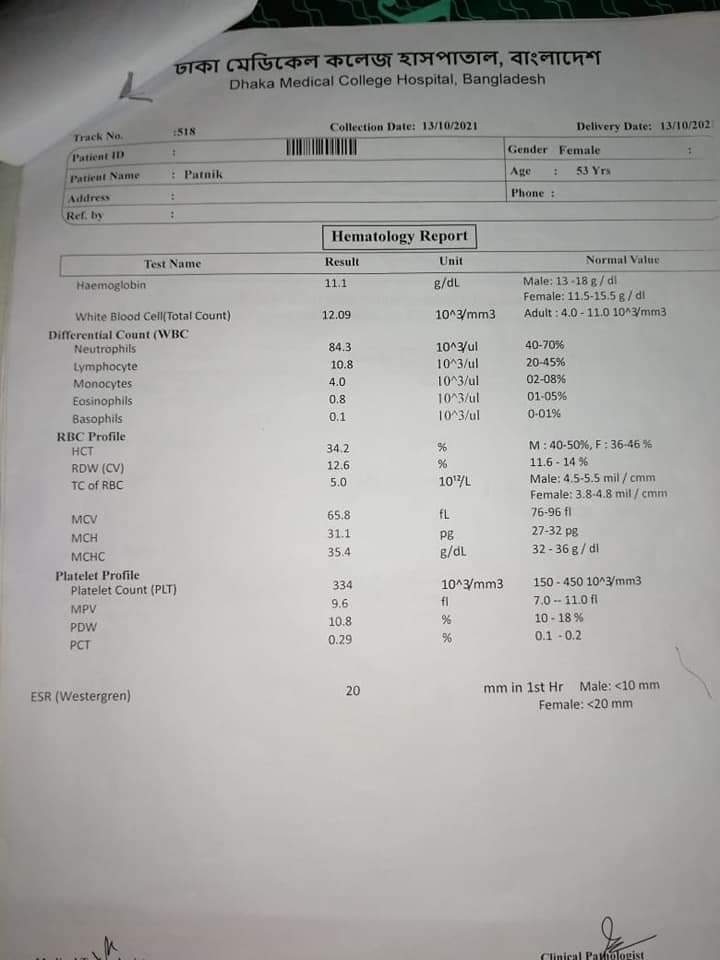 ঢাকা মেডিকেল কলেজ হাসপাতাল, বাংলাদেশ
Dhaka Medical College Hospital, Bangladesh
Track No. :518 Collection Date: 13/10/2021 Delivery Date: 13/10/202
Patient ID : Gender Female :
Patient Name : Patnik Age : 53 Yrs
Address : Phone :
Ref. by :
Hematology Report
Test Name Result Unit Normal Value
Haemoglobin 11.1 g/dL Male: 13 -18 g / dl
Female: 11.5-15.5 g / dl
White Blood Cell(Total Count) 12.09 10^3/mm3 Adult : 4.0 - 11.0 10^3/mm3
Differential Count (WBC
Neutrophils 84.3 10^3/ul 40-70%
Lymphocyte 10.8 10^3/ul 20-45%
Monocytes 4.0 10^3/ul 02-08%
Eosinophils 0.8 10^3/ul 01-05%
Basophils 0.1 10^3/ul 0-01%
RBC Profile
HCT 34.2 % M : 40-50%, F : 36-46 %
RDW (CV) 12.6 % 11.6 - 14 %
TC of RBC 5.0 10¹²/L Male: 4.5-5.5 mil / cmm
Female: 3.8-4.8 mil / cmm
MCV 65.8 fL 76-96 fl
MCH 31.1 pg 27-32 pg
MCHC 35.4 g/dL 32 - 36 g / dl
Platelet Profile
Platelet Count (PLT) 334 10^3/mm3 150 - 450 10^3/mm3
MPV 9.6 fl 7.0 -- 11.0 fl
PDW 10.8 % 10 - 18 %
PCT 0.29 % 0.1 - 0.2
ESR (Westergren) 20 mm in 1st Hr Male: <10 mm
Female: <20 mm
Clinical Pathologist